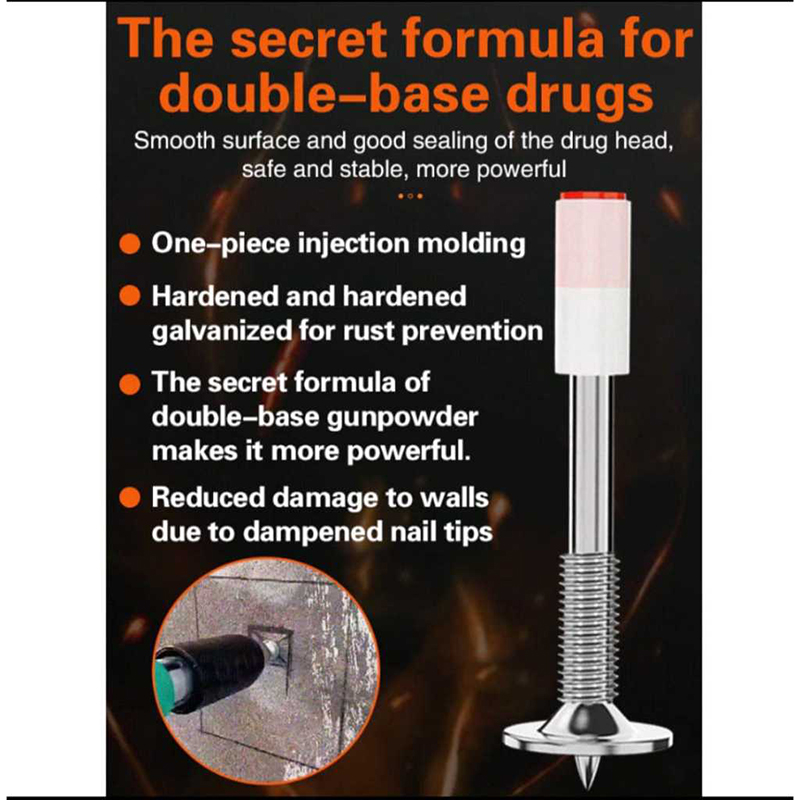 The secret formula for
double-base drugs
Smooth surface and good sealing of the drug head,
safe and stable, more powerful
One-piece injection molding
Hardened and hardened
galvanized for rust prevention
The secret formula of
double-base gunpowder
makes it more powerful.
Reduced damage to walls
due to dampened nail tips